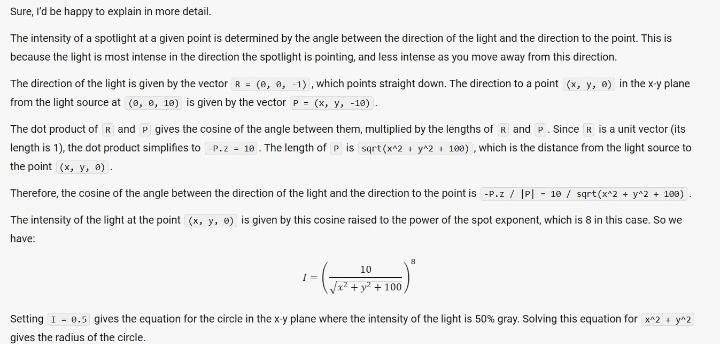 Sure, I'd be happy to explain in more detail.
The intensity of a spotlight at a given point is determined by the angle between the direction of the light and the direction to the point. This is
because the light is most intense in the direction the spotlight is pointing, and less intense as you move away from this direction.
The direction of the light is given by the vector R = (0, 0, -1) , which points straight down. The direction to a point (x, y, 0) in the x-y plane
from the light source at (0, 0, 10) is given by the vector P = (x, y, -10) .
The dot product of R and P gives the cosine of the angle between them, multiplied by the lengths of R and P . Since R is a unit vector (its
length is 1), the dot product simplifies to -P.z = 10 . The length of P is sqrt(x^2 + y^2 + 100) , which is the distance from the light source to
the point (x, y, 0) .
Therefore, the cosine of the angle between the direction of the light and the direction to the point is -P.z / |P| = 10 / sqrt(x^2 + y^2 + 100) .
The intensity of the light at the point (x, y, 0) is given by this cosine raised to the power of the spot exponent, which is 8 in this case. So we
have:
I = (10 / √(x² + y² + 100))⁸
Setting I = 0.5 gives the equation for the circle in the x-y plane where the intensity of the light is 50% gray. Solving this equation for x^2 + y^2
gives the radius of the circle.